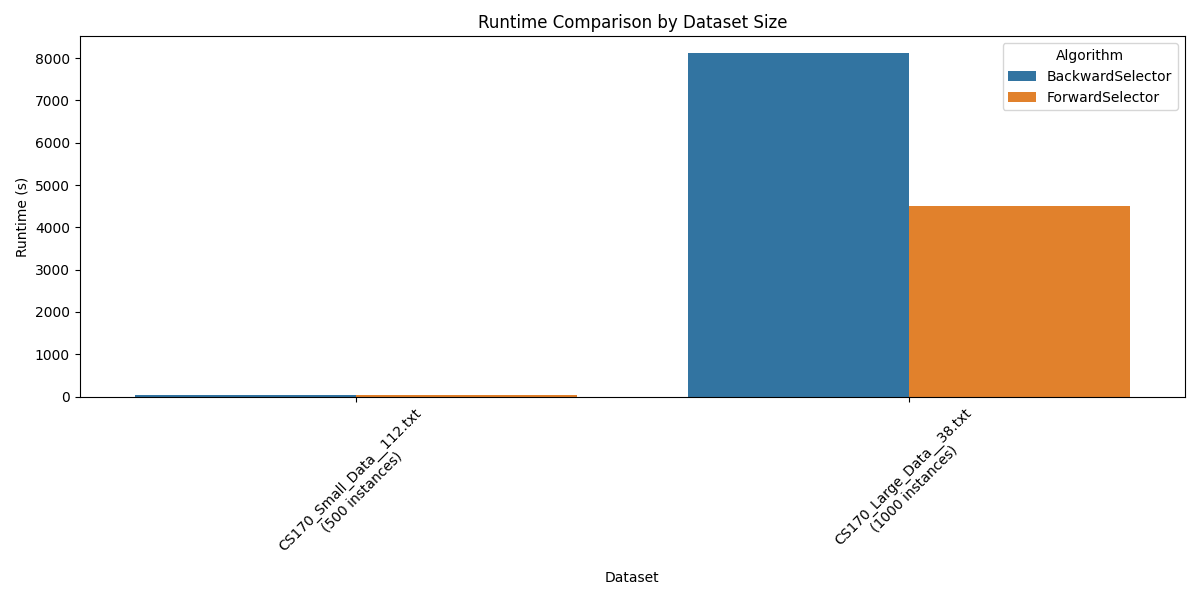 Runtime Comparison by Dataset Size
Runtime (s)
8000
7000
6000
5000
4000
3000
2000
1000
0
Algorithm
BackwardSelector
ForwardSelector
CS170_Small_Data__112.txt
(500 instances)
CS170_Large_Data__38.txt
(1000 instances)
Dataset